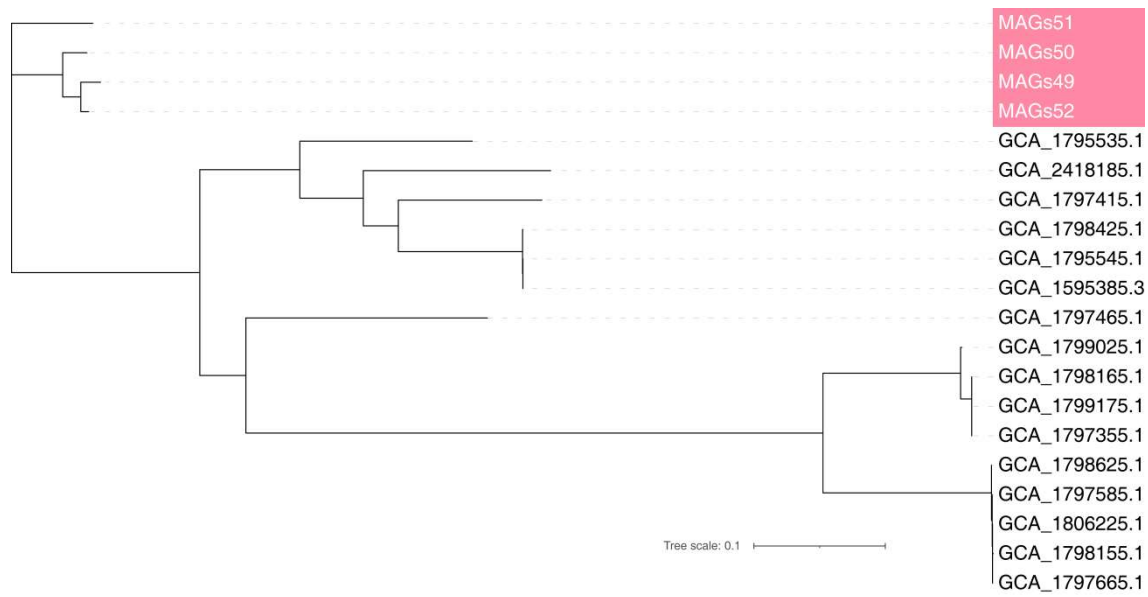 MAGs51
MAGs50
MAGs49
MAGs52
GCA_1795535.1
GCA_2418185.1
GCA_1797415.1
GCA_1798425.1
GCA_1795545.1
GCA_1595385.3
GCA_1797465.1
GCA_1799025.1
GCA_1798165.1
GCA_1799175.1
GCA_1797355.1
GCA_1798625.1
GCA_1797585.1
GCA_1806225.1
Tree scale: 0.1
GCA_1798155.1
GCA_1797665.1